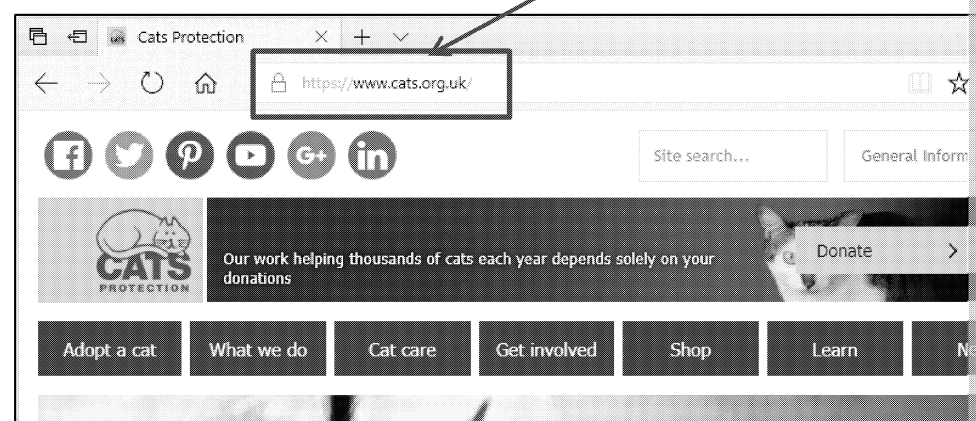 Cats Protection
https://www.cats.org.uk/
G+
in
Site search...
General Inform
CATS
PROTECTION
Our work helping thousands of cats each year depends solely on your
donations
Donate
Adopt a cat
What we do
Cat care
Get involved
Shop
Learn